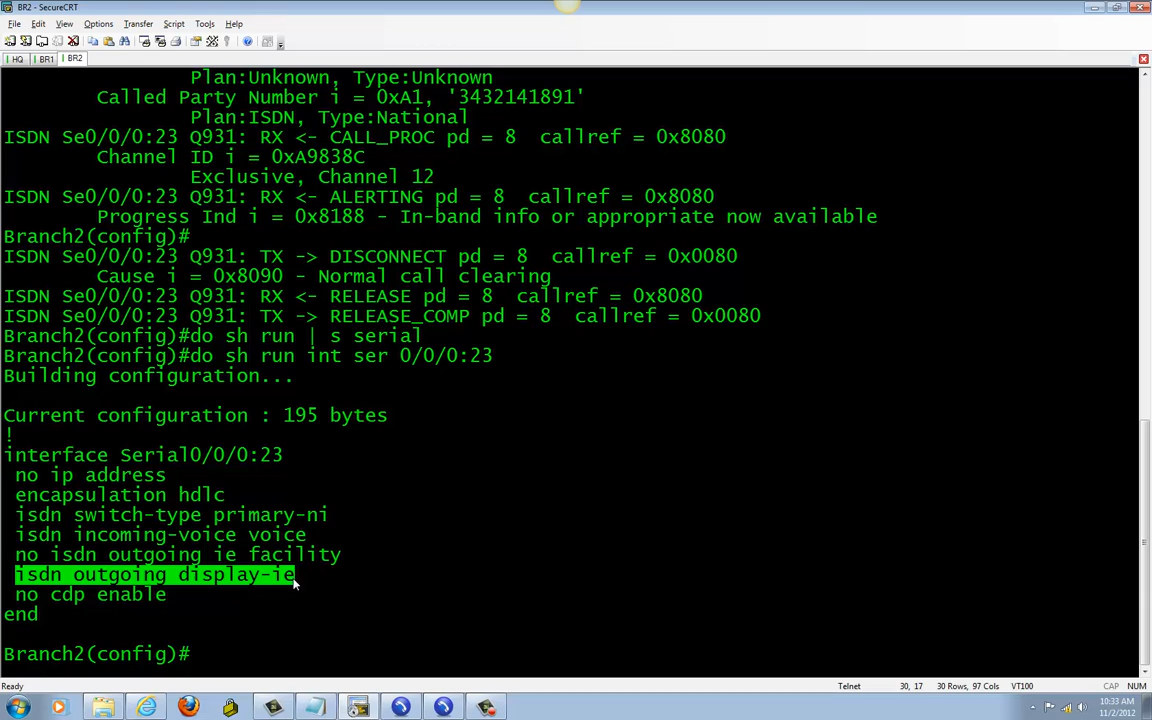 BR2 - SecureCRT
File Edit View Options Transfer Script Tools Help
HQ BR1 BR2
Plan:Unknown, Type:Unknown
Called Party Number i = 0xA1, '3432141891'
Plan:ISDN, Type:National
ISDN Se0/0/0:23 Q931: RX <- CALL_PROC pd = 8 callref = 0x8080
Channel ID i = 0xA9838C
Exclusive, Channel 12
ISDN Se0/0/0:23 Q931: RX <- ALERTING pd = 8 callref = 0x8080
Progress Ind i = 0x8188 - In-band info or appropriate now available
Branch2(config)#
ISDN Se0/0/0:23 Q931: TX -> DISCONNECT pd = 8 callref = 0x0080
Cause i = 0x8090 - Normal call clearing
ISDN Se0/0/0:23 Q931: RX <- RELEASE pd = 8 callref = 0x8080
ISDN Se0/0/0:23 Q931: TX -> RELEASE_COMP pd = 8 callref = 0x0080
Branch2(config)#do sh run | s serial
Branch2(config)#do sh run int ser 0/0/0:23
Building configuration...
Current configuration : 195 bytes
!
interface Serial0/0/0:23
no ip address
encapsulation hdlc
isdn switch-type primary-ni
isdn incoming-voice voice
no isdn outgoing ie facility
isdn outgoing display-ie
no cdp enable
end
Branch2(config)#
Ready Telnet 30, 17 30 Rows, 97 Cols VT100 CAP NUM
10:33 AM
11/2/2012